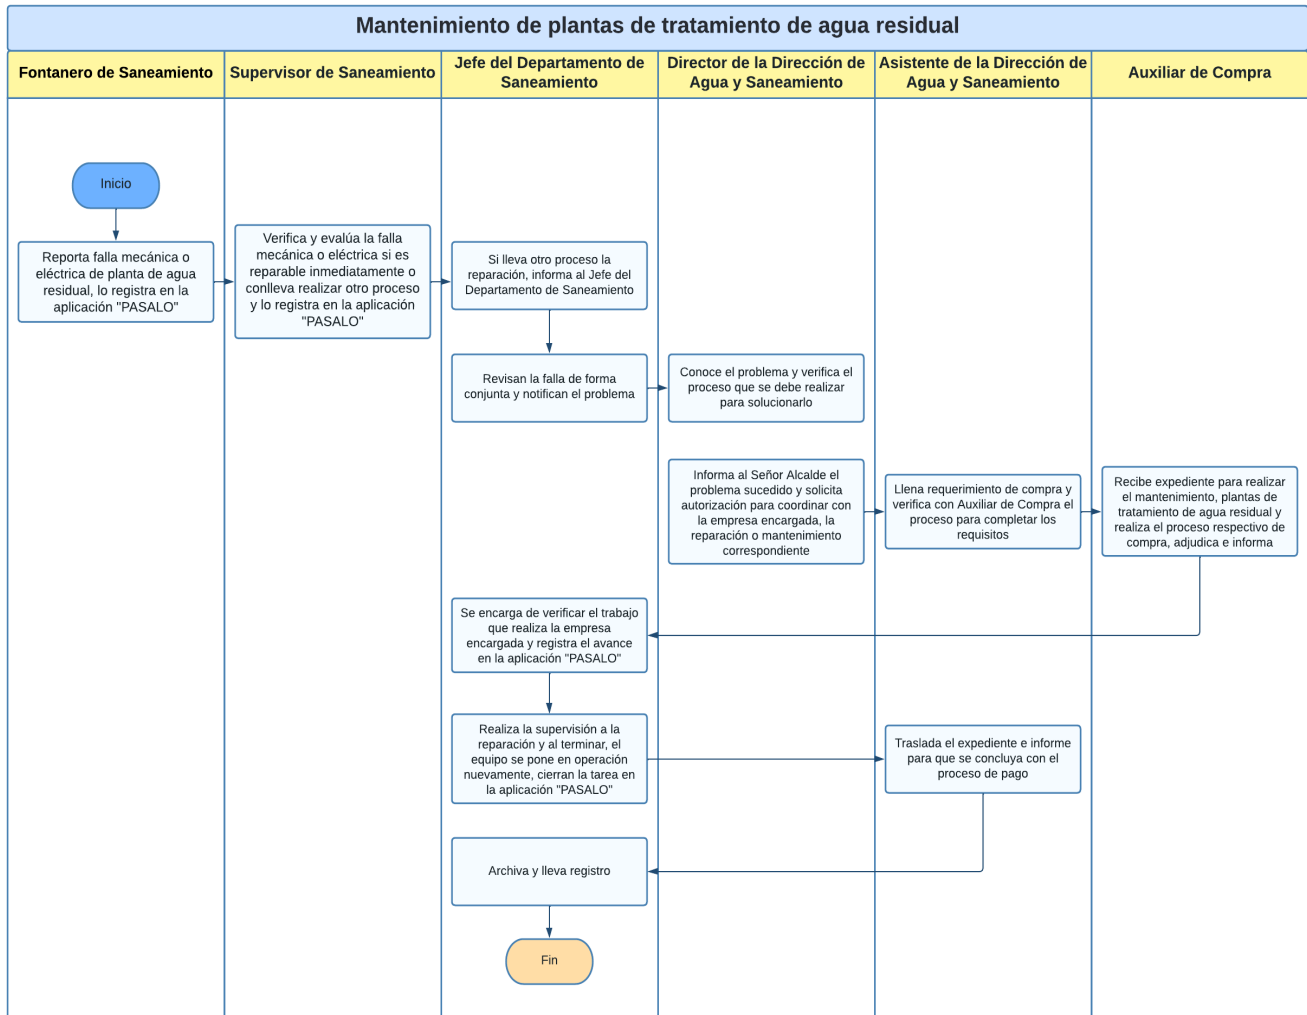 Mantenimiento de plantas de tratamiento de agua residual
Fontanero de Saneamiento
Supervisor de Saneamiento
Jefe del Departamento de
Saneamiento
Director de la Dirección de
Agua y Saneamiento
Asistente de la Dirección de
Agua y Saneamiento
Auxiliar de Compra
Inicio
Reporta falla mecánica o
eléctrica de planta de agua
residual, lo registra en la
aplicación "PASALO"
Verifica y evalúa la falla
mecánica o eléctrica si es
reparable inmediatamente o
conlleva realizar otro proceso
y lo registra en la aplicación
"PASALO"
Si lleva otro proceso la
reparación, informa al Jefe del
Departamento de Saneamiento
Revisan la falla de forma
conjunta y notifican el problema
Conoce el problema y verifica el
proceso que se debe realizar
para solucionarlo
Informa al Señor Alcalde el
problema sucedido y solicita
autorización para coordinar con
la empresa encargada, la
reparación o mantenimiento
correspondiente
Llena requerimiento de compra y
verifica con Auxiliar de Compra el
proceso para completar los
requisitos
Recibe expediente para realizar
el mantenimiento, plantas de
tratamiento de agua residual y
realiza el proceso respectivo de
compra, adjudica e informa
Se encarga de verificar el trabajo
que realiza la empresa
encargada y registra el avance
en la aplicación "PASALO"
Realiza la supervisión a la
reparación y al terminar, el
equipo se pone en operación
nuevamente, cierran la tarea en
la aplicación "PASALO"
Traslada el expediente e informe
para que se concluya con el
proceso de pago
Archiva y lleva registro
Fin